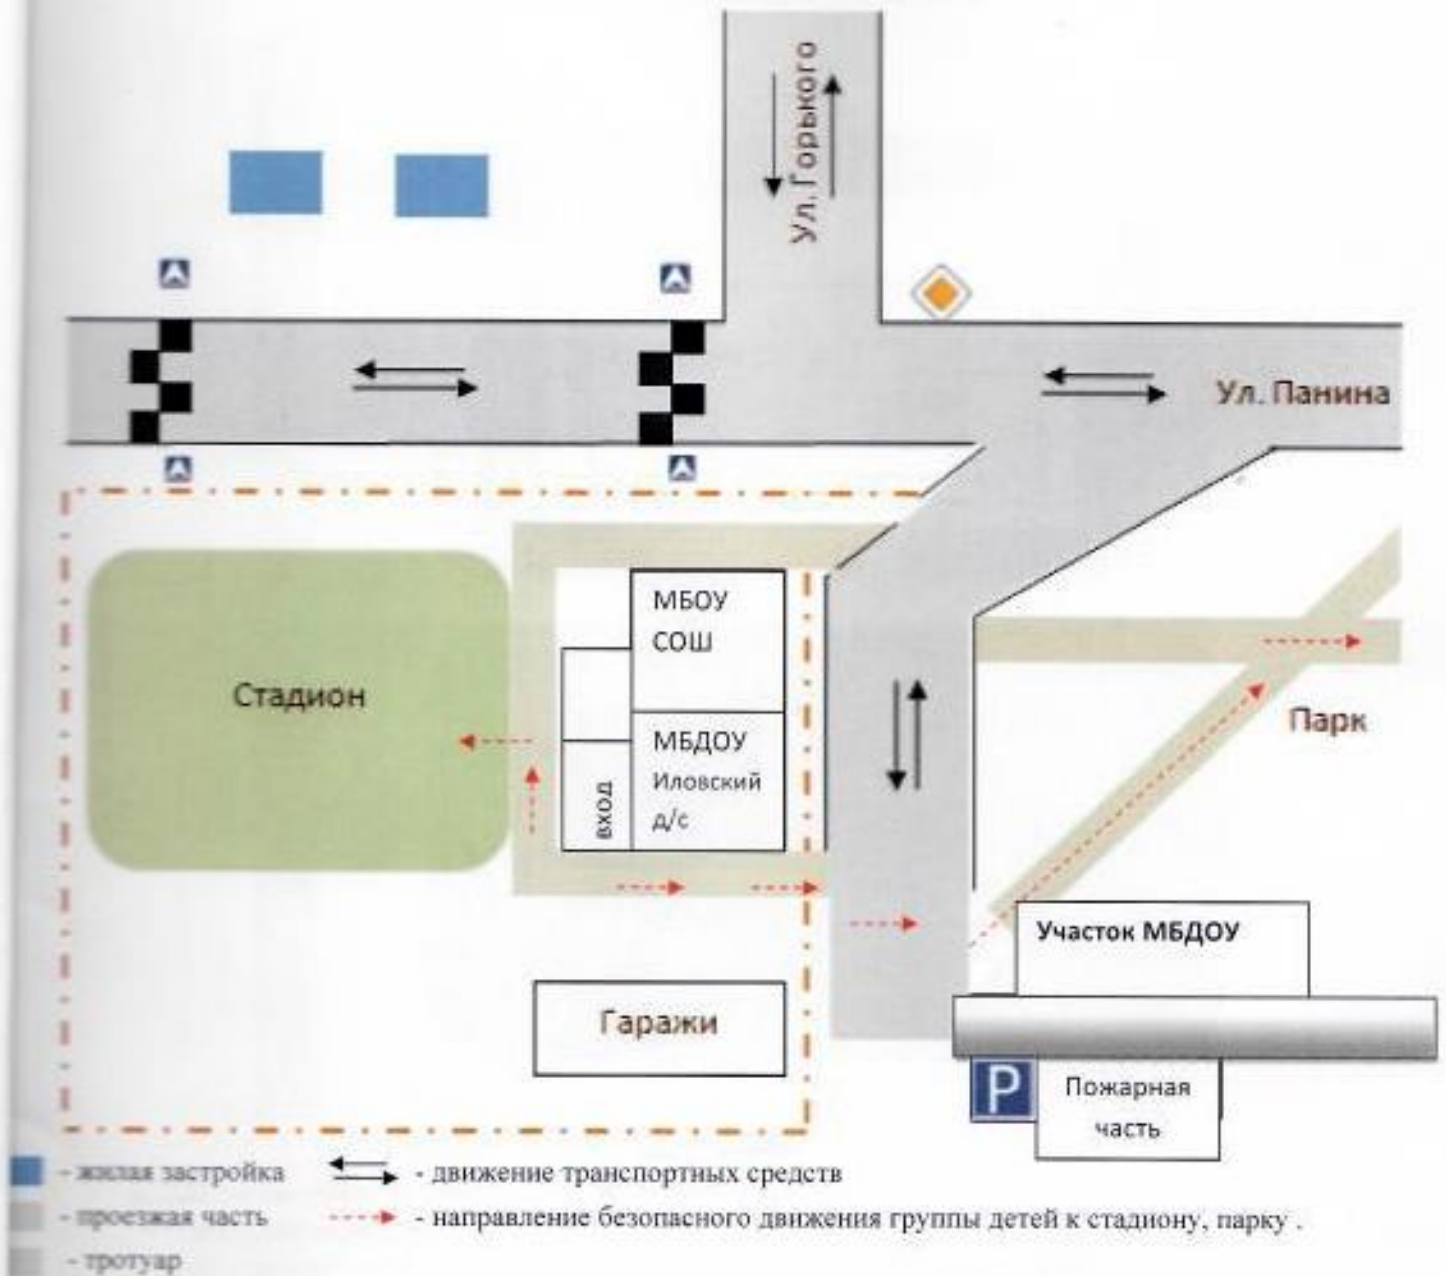 Ул. Горького
Ул. Панина
МБОУ
СОШ
Стадион
МБДОУ
Иловский
д/с
вход
Парк
Участок МБДОУ
Гаражи
P
Пожарная
часть
- жилая застройка
- движение транспортных средств
- проезжая часть
- направление безопасного движения группы детей к стадиону, парку .
- тротуар